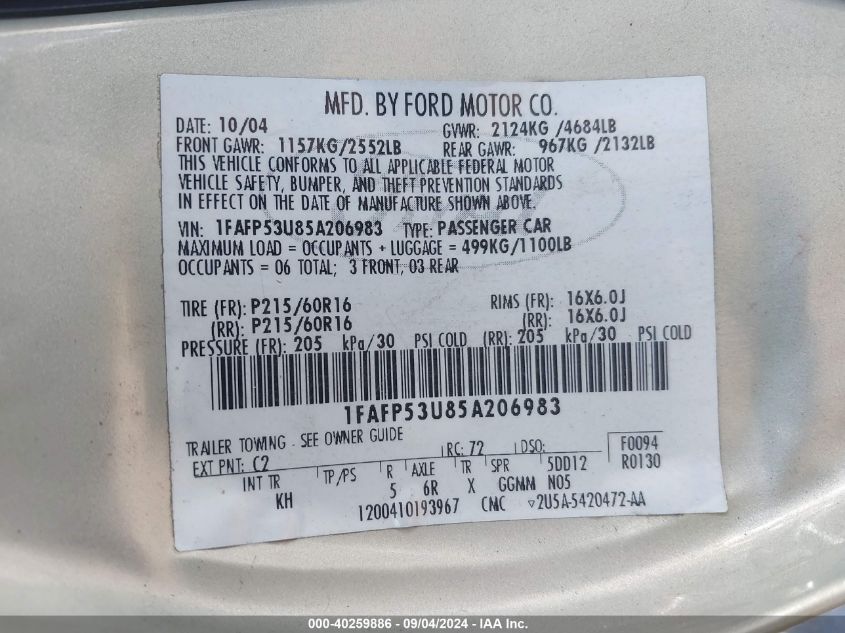 MFD. BY FORD MOTOR CO.
DATE: 10/04 GVWR: 2124KG /4684LB
FRONT GAWR: 1157KG/2552LB REAR GAWR: 967KG /2132LB
THIS VEHICLE CONFORMS TO ALL APPLICABLE FEDERAL MOTOR
VEHICLE SAFETY, BUMPER, AND THEFT PREVENTION STANDARDS
IN EFFECT ON THE DATE OF MANUFACTURE SHOWN ABOVE.
VIN: 1FAFP53U85A206983 TYPE: PASSENGER CAR
MAXIMUM LOAD = OCCUPANTS + LUGGAGE = 499KG/1100LB
OCCUPANTS = 06 TOTAL; 3 FRONT, 03 REAR
TIRE (FR): P215/60R16 RIMS (FR): 16X6.0J
(RR): P215/60R16 (RR): 16X6.0J
PRESSURE (FR): 205 kPa/30 PSI COLD (RR): 205 kPa/30 PSI COLD
1FAFP53U85A206983
TRAILER TOWING - SEE OWNER GUIDE
EXT PNT: C2 RC: 72 DSO: F0094
INT TR TP/PS R AXLE TR SPR 5DD12 R0130
KH 5 6R X GGMM N05
1200410193967 CMC ▽2U5A-5420472-AA
000-40259886 - 09/04/2024 - IAA Inc.